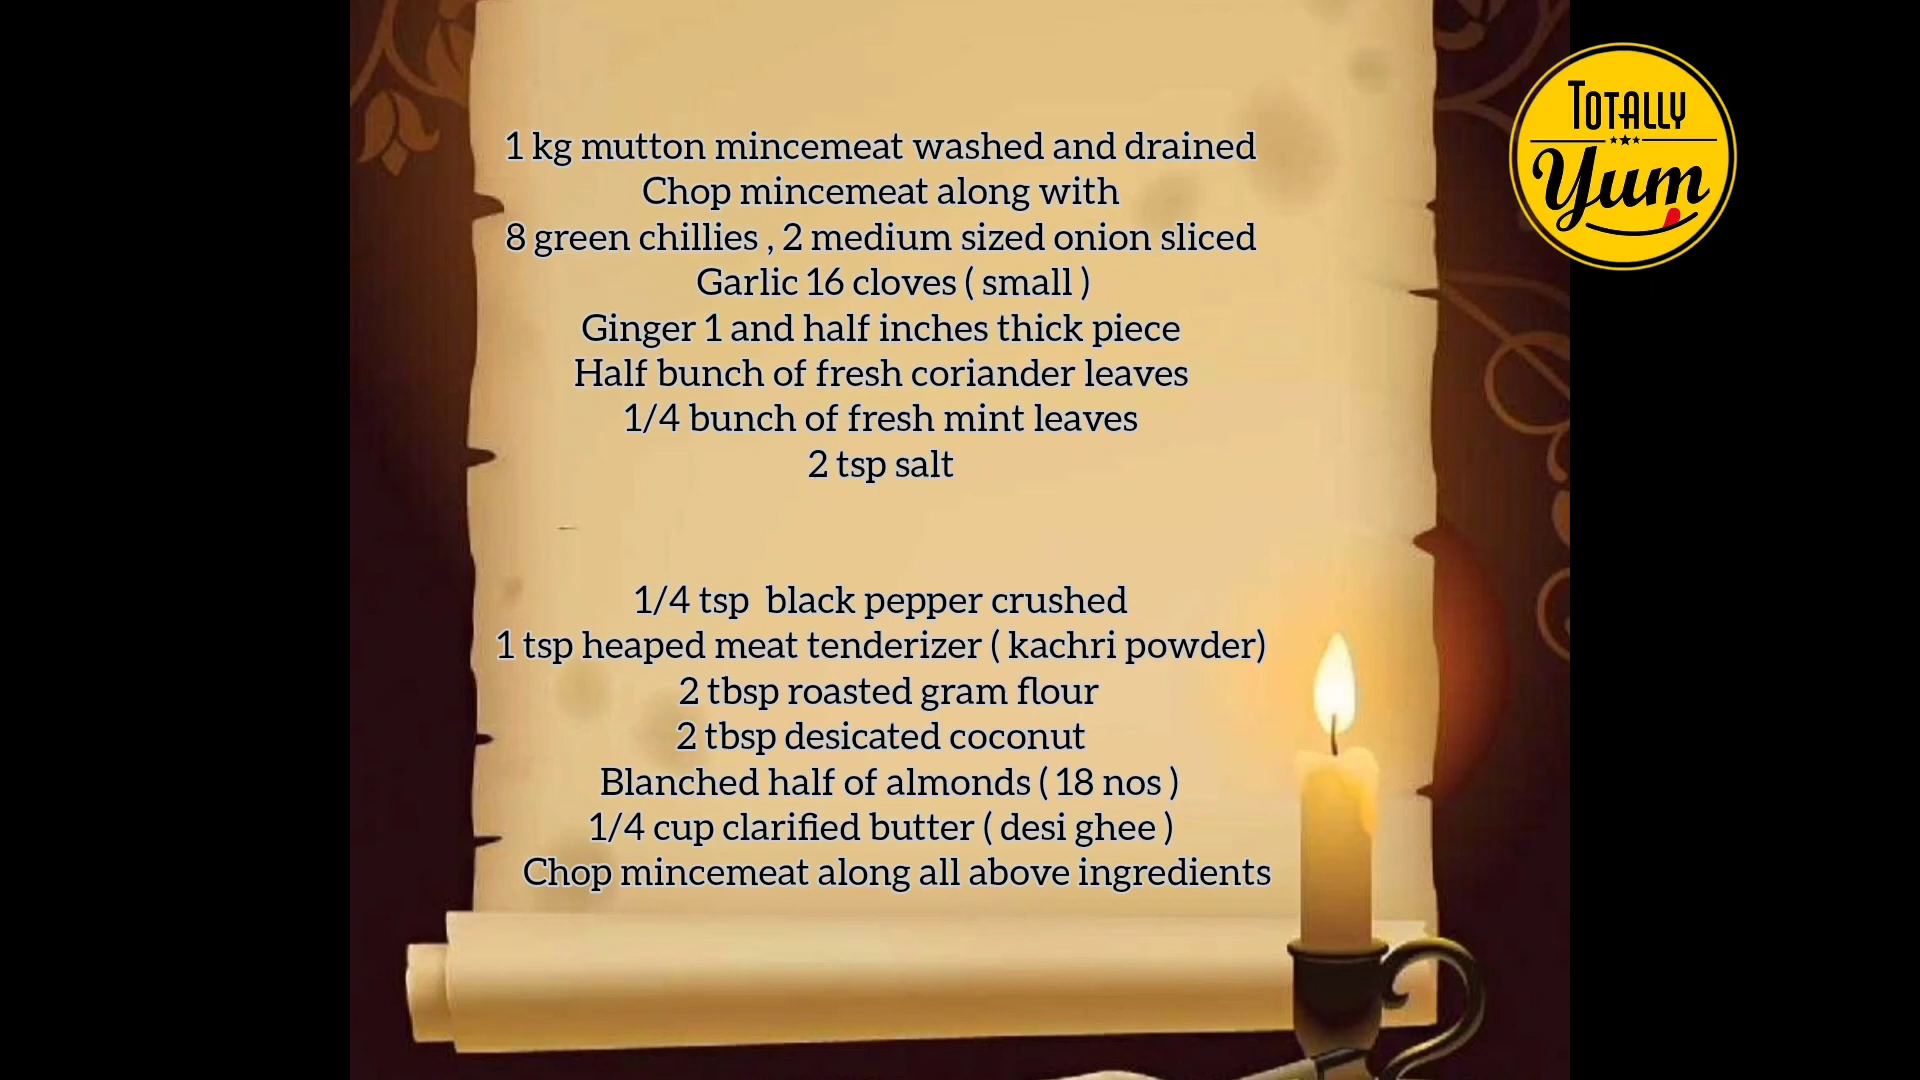 1 kg mutton mincemeat washed and drained
Chop mincemeat along with
8 green chillies , 2 medium sized onion sliced
Garlic 16 cloves ( small )
Ginger 1 and half inches thick piece
Half bunch of fresh coriander leaves
1/4 bunch of fresh mint leaves
2 tsp salt
1/4 tsp  black pepper crushed
1 tsp heaped meat tenderizer ( kachri powder)
2 tbsp roasted gram flour
2 tbsp desicated coconut
Blanched half of almonds ( 18 nos )
1/4 cup clarified butter ( desi ghee )
Chop mincemeat along all above ingredients
TOTALLY
Yum